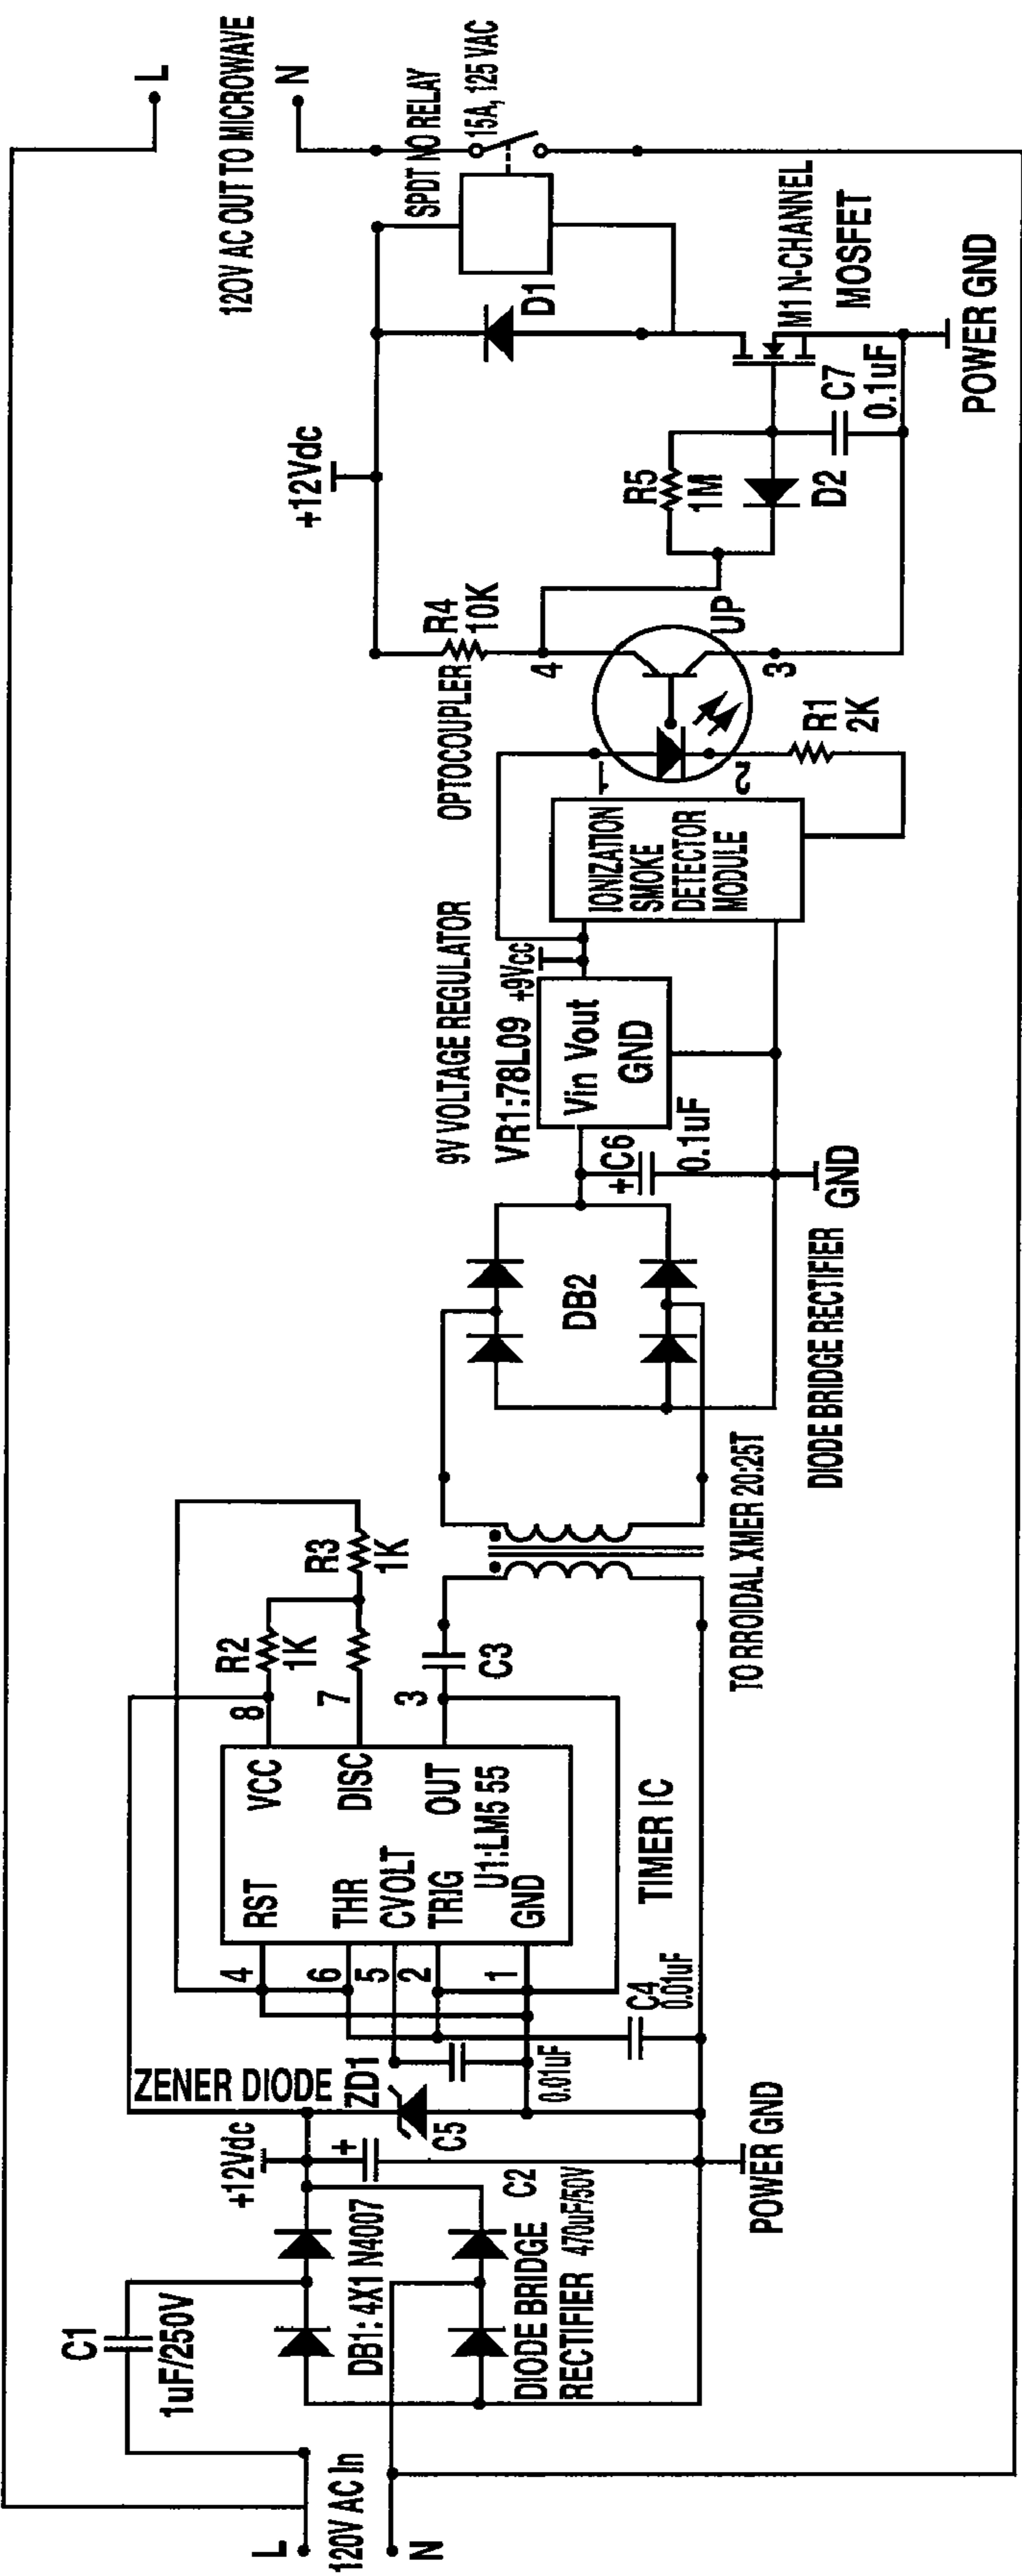 L
120V AC In
N
C1
1uF/250V
+12Vdc
DB1: 4X1 N4007
DIODE BRIDGE
RECTIFIER
C2
470uF/50V
+
POWER GND
ZENER DIODE
ZD1
C5
0.01uF
C4
0.01uF
4
6
5
2
1
RST
THR
CVOLT
TRIG
GND
VCC
DISC
OUT
U1:LM5 55
TIMER IC
8
7
3
R2
1K
R3
1K
C3
TO RROIDAL XMER 20:25T
DB2
DIODE BRIDGE RECTIFIER
+
C6
0.1uF
GND
9V VOLTAGE REGULATOR
VR1:78L09
+9Vcc
Vin Vout
GND
IONIZATION
SMOKE
DETECTOR
MODULE
OPTOCOUPLER
1
2
4
3
UP
R1
2K
R4
10K
+12Vdc
R5
1M
D2
C7
0.1uF
D1
M1 N-CHANNEL
MOSFET
POWER GND
SPDT NO RELAY
15A, 125 VAC
120V AC OUT TO MICROWAVE
L
N